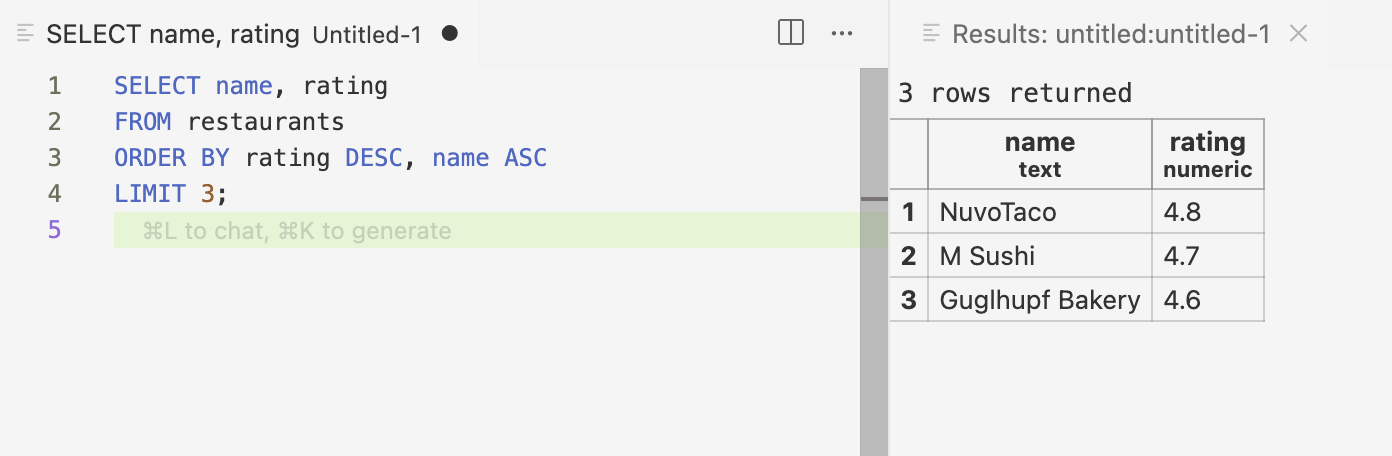 SELECT name, rating Untitled-1
1 SELECT name, rating
2 FROM restaurants
3 ORDER BY rating DESC, name ASC
4 LIMIT 3;
5 ⌘L to chat, ⌘K to generate
Results: untitled:untitled-1
3 rows returned
name rating
text numeric
1 NuvoTaco 4.8
2 M Sushi 4.7
3 Guglhupf Bakery 4.6